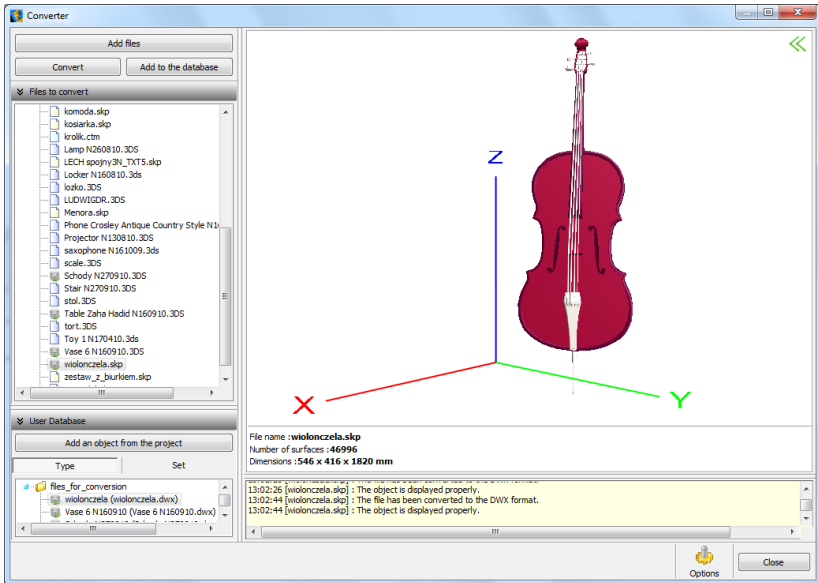 Converter
Add files
Convert
Add to the database
Files to convert
komoda.skp
kosiarka.skp
krolik.ctm
Lamp N260810.3DS
LECH spojny3N_TXT5.skp
Locker N160810.3ds
lozko.3DS
LUDWIGDR.3DS
Menora.skp
Phone Crosley Antique Country Style N1
Projector N130810.3DS
saxophone N161009.3ds
scale.3DS
Schody N270910.3DS
Stair N270910.3DS
stol.3DS
Table Zaha Hadid N160910.3DS
tort.3DS
Toy 1 N170410.3ds
Vase 6 N160910.3DS
wiolonczela.skp
zestaw_z_biurkiem.skp
User Database
Add an object from the project
Type
Set
files_for_conversion
wiolonczela (wiolonczela.dwx)
Vase 6 N160910 (Vase 6 N160910.dwx)
Z
X
Y
File name :wiolonczela.skp
Number of surfaces :46996
Dimensions :546 x 416 x 1820 mm
13:02:26 [wiolonczela.skp] : The object is displayed properly.
13:02:44 [wiolonczela.skp] : The file has been converted to the DWX format.
13:02:44 [wiolonczela.skp] : The object is displayed properly.
Options
Close